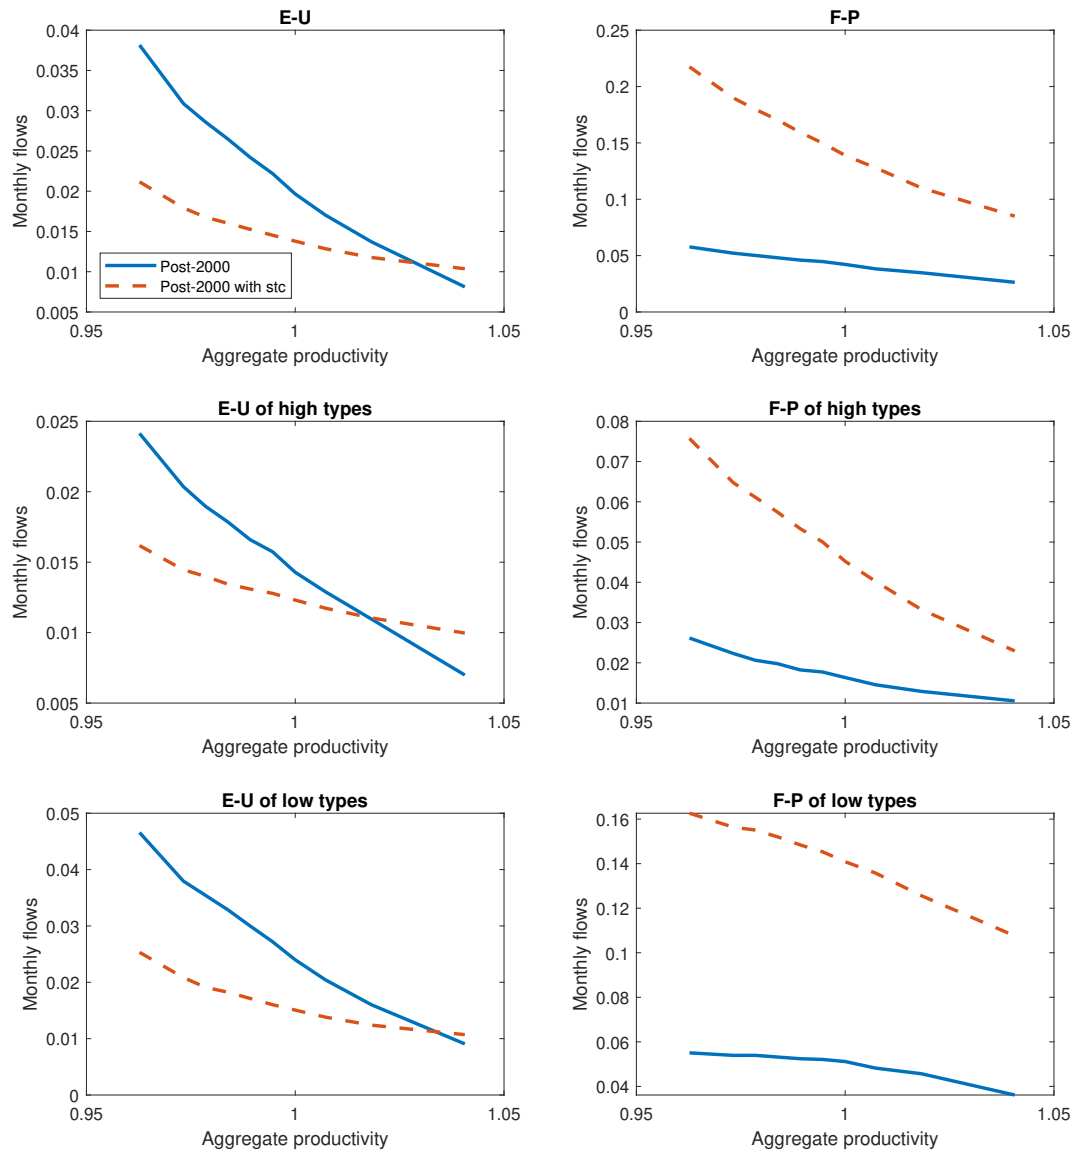 E-U
0.04
0.035
0.03
0.025
0.02
0.015
0.01
0.005
Monthly flows
Post-2000
Post-2000 with stc
0.95
1
1.05
Aggregate productivity
F-P
0.25
0.2
0.15
0.1
0.05
0
Monthly flows
0.95
1
1.05
Aggregate productivity
E-U of high types
0.025
0.02
0.015
0.01
0.005
Monthly flows
0.95
1
1.05
Aggregate productivity
F-P of high types
0.08
0.07
0.06
0.05
0.04
0.03
0.02
0.01
Monthly flows
0.95
1
1.05
Aggregate productivity
E-U of low types
0.05
0.04
0.03
0.02
0.01
0
Monthly flows
0.95
1
1.05
Aggregate productivity
F-P of low types
0.16
0.14
0.12
0.1
0.08
0.06
0.04
Monthly flows
0.95
1
1.05
Aggregate productivity